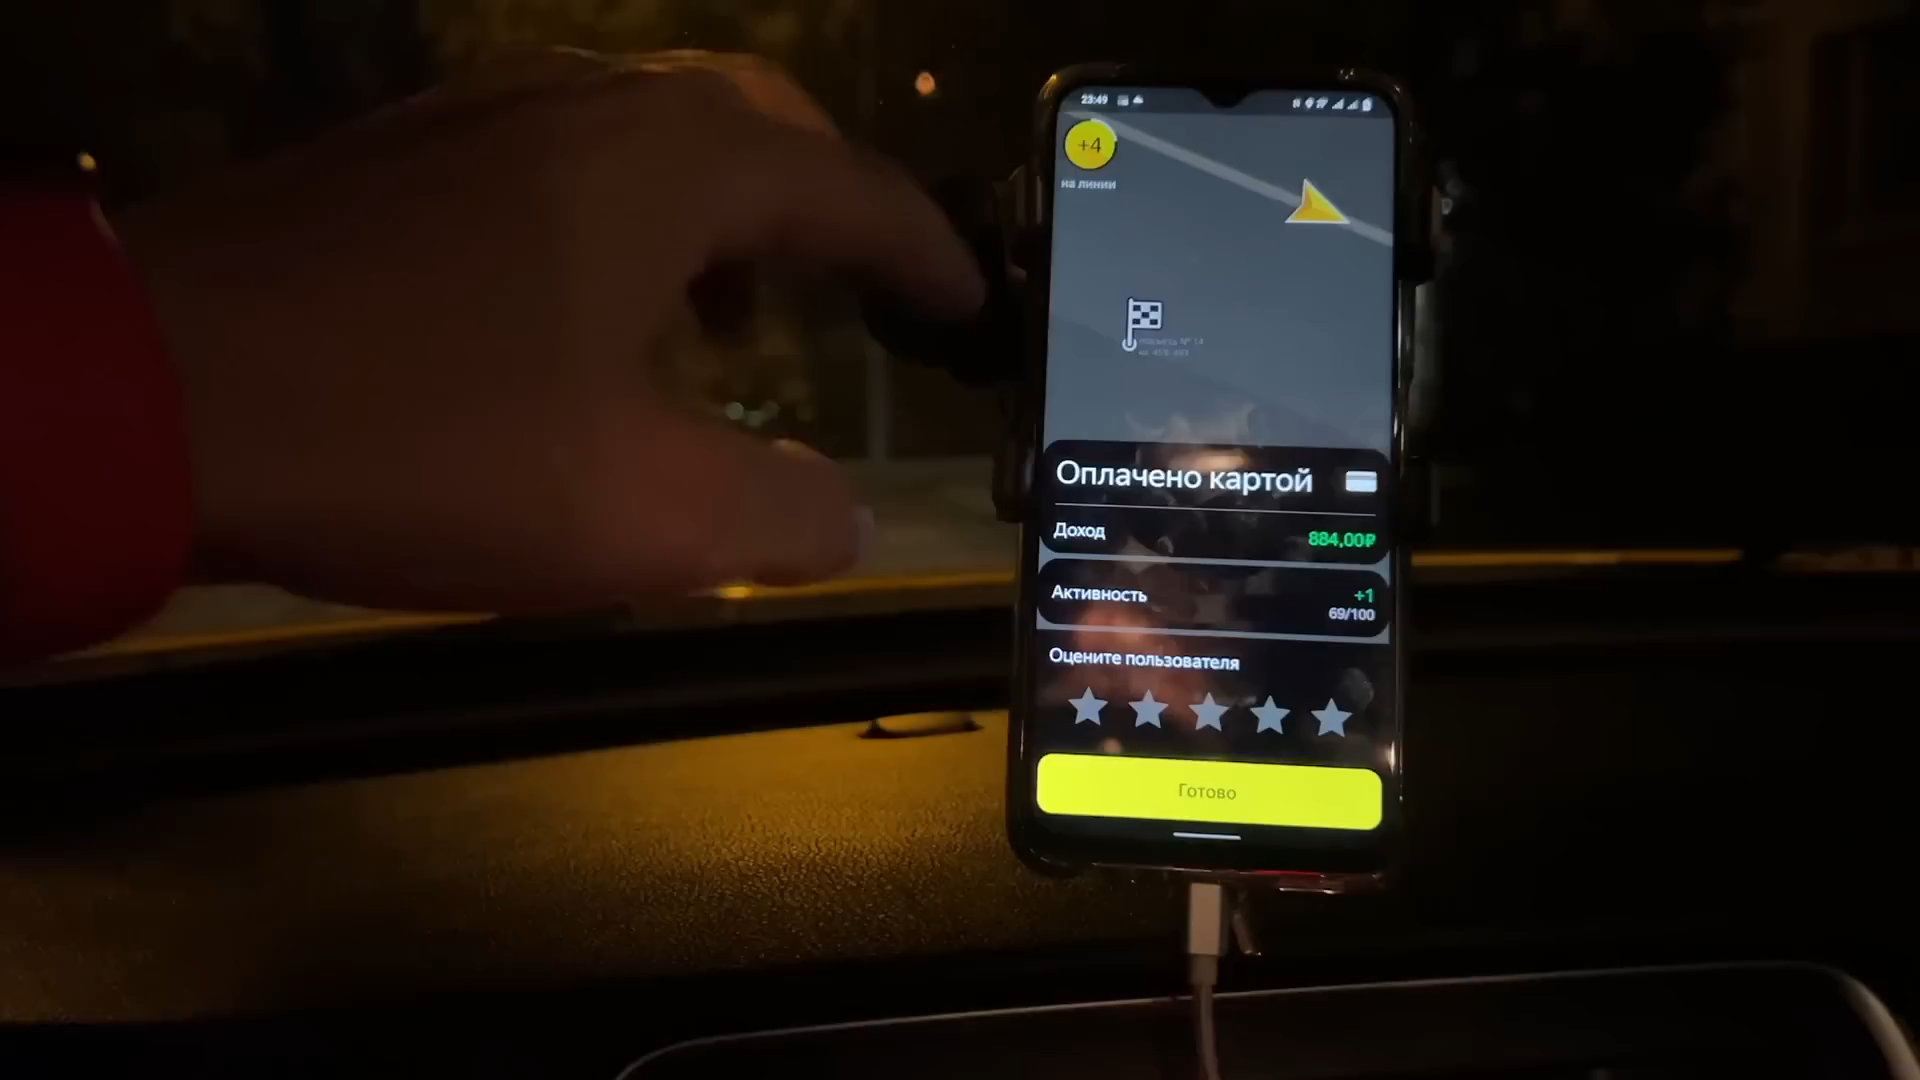 23:49
+4
на линии
Оплачено картой
Доход
884,00₽
Активность
+1
69/100
Оцените пользователя
Готово